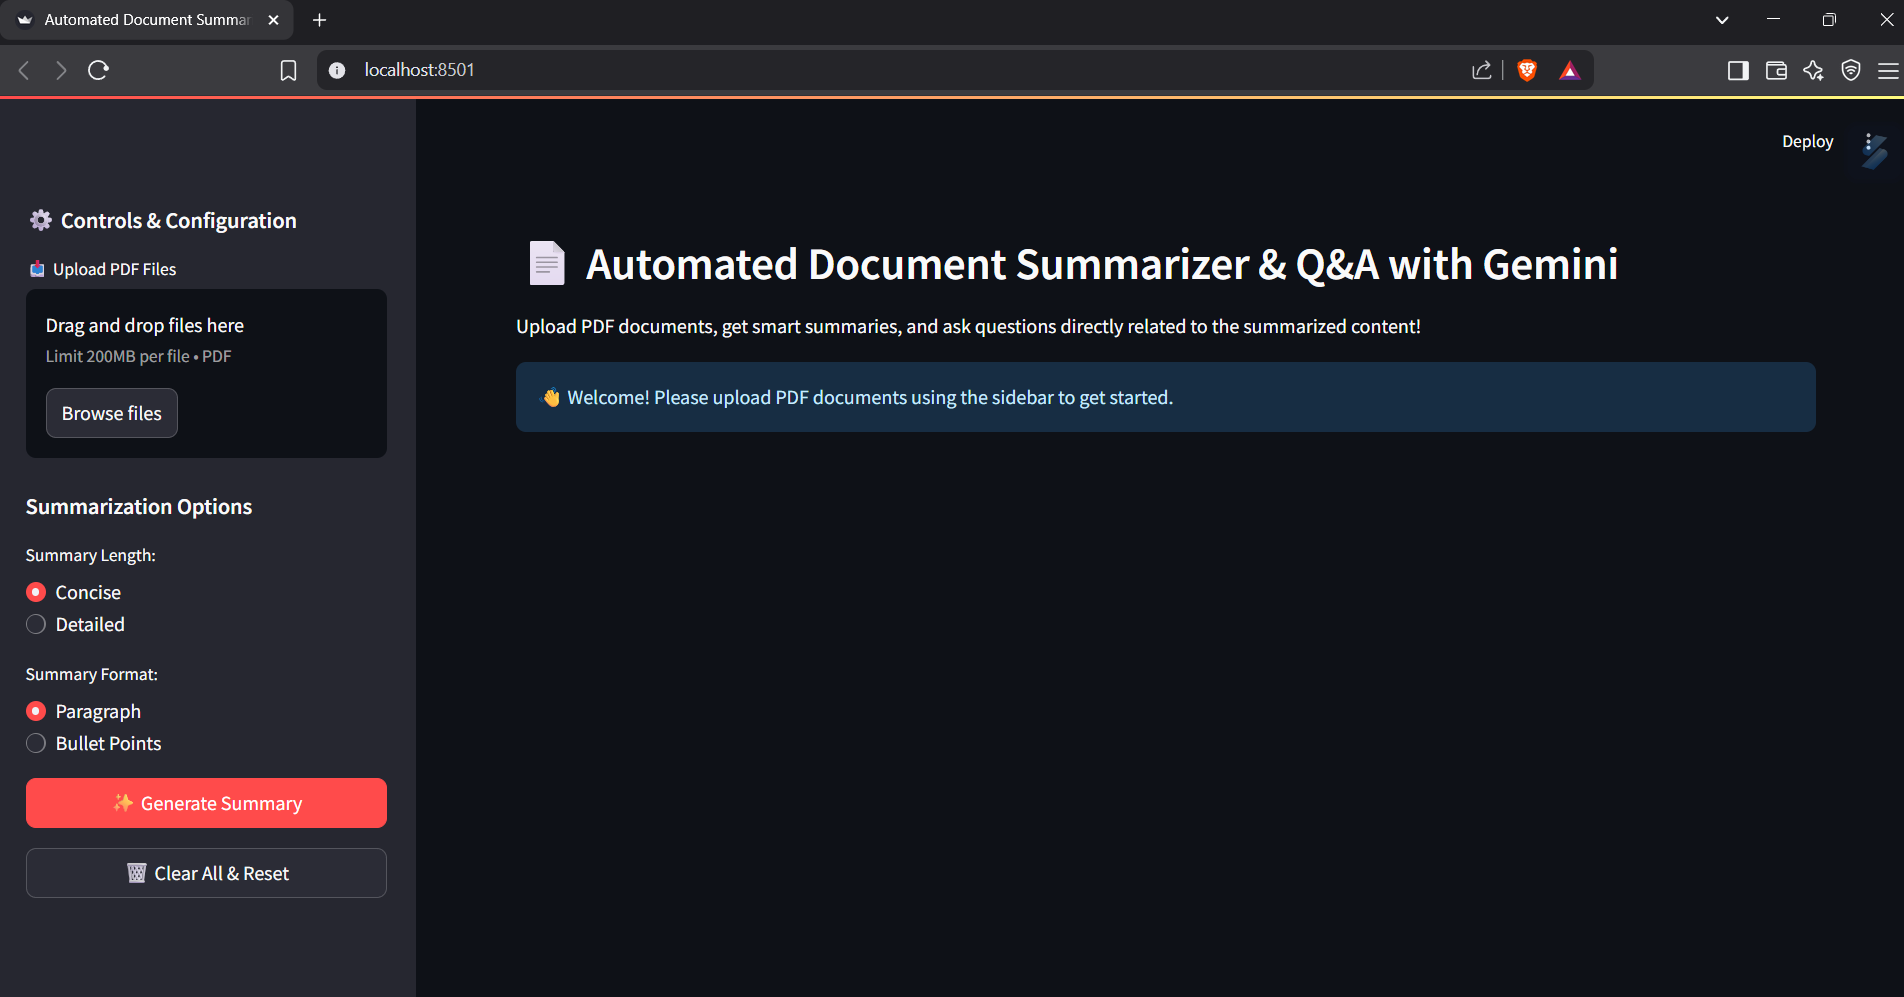 Automated Document Summar
localhost:8501
Deploy
Controls & Configuration
Upload PDF Files
Drag and drop files here
Limit 200MB per file • PDF
Browse files
Summarization Options
Summary Length:
Concise
Detailed
Summary Format:
Paragraph
Bullet Points
✨ Generate Summary
🗑️ Clear All & Reset
Automated Document Summarizer & Q&A with Gemini
Upload PDF documents, get smart summaries, and ask questions directly related to the summarized content!
👋 Welcome! Please upload PDF documents using the sidebar to get started.